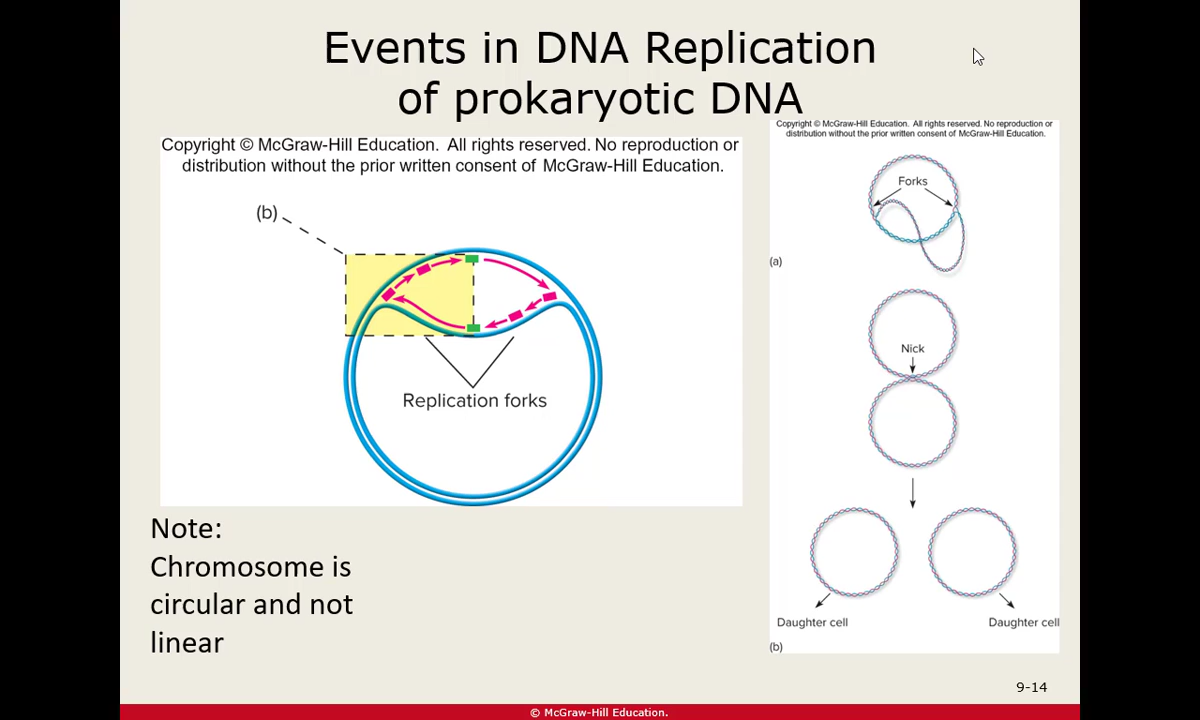 Events in DNA Replication
of prokaryotic DNA
Copyright © McGraw-Hill Education. All rights reserved. No reproduction or
distribution without the prior written consent of McGraw-Hill Education.
(b)
Replication forks
Note:
Chromosome is
circular and not
linear
Copyright © McGraw-Hill Education. All rights reserved. No reproduction or
distribution without the prior written consent of McGraw-Hill Education.
Forks
(a)
Nick
Daughter cell
Daughter cell
(b)
9-14
© McGraw-Hill Education.